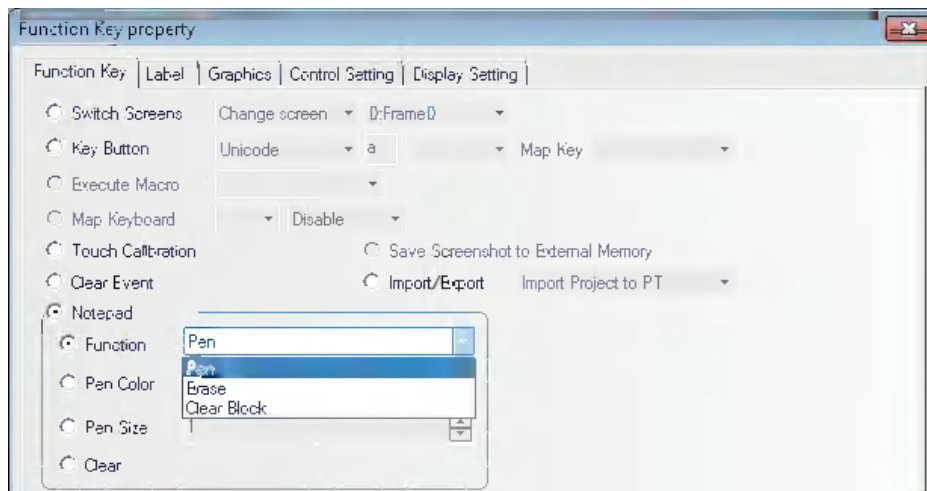 Function Key property
Function Key Label Graphics Control Setting Display Setting
Switch Screens Change screen 0:Frame0
Key Button Unicode a Map Key
Execute Macro
Map Keyboard Disable
Touch Calibration Save Screenshot to External Memory
Clear Event Import/Export Import Project to PT
Notepad
Function Pen
Pen
Pen Color Erase
Clear Block
Pen Size 1
Clear